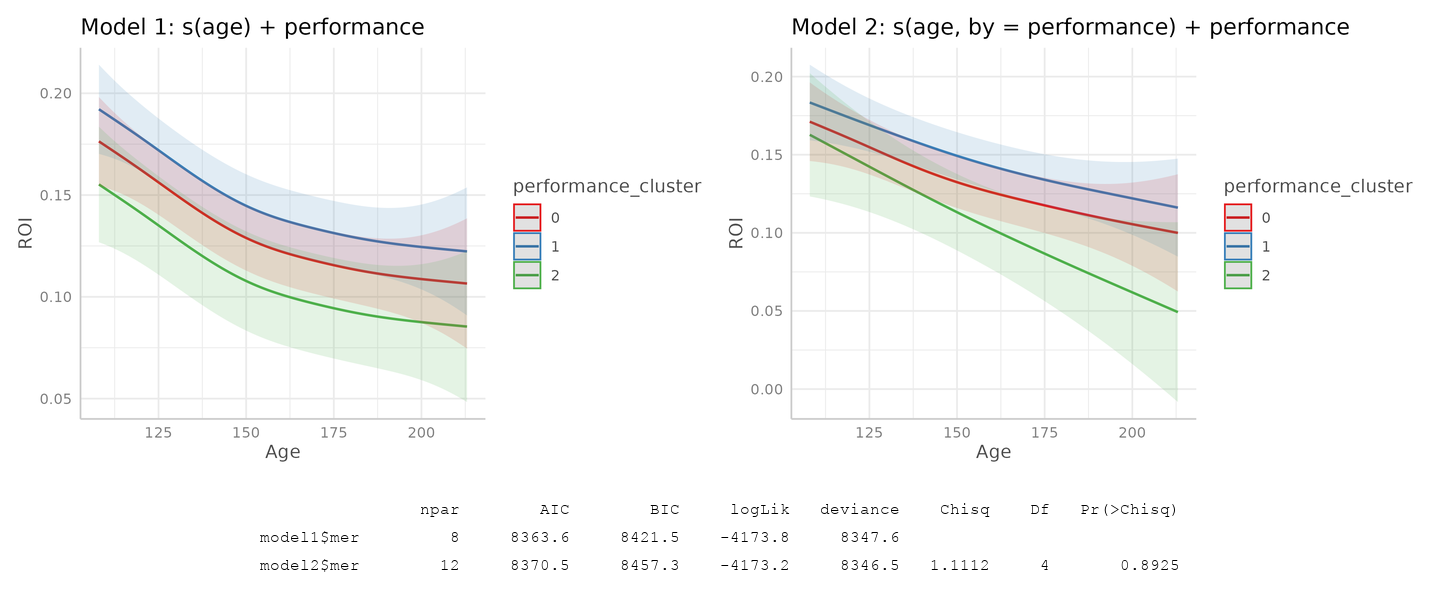 Model 1: s(age) + performance
0.20
0.15
0.10
0.05
ROI
125 150 175 200
Age
performance_cluster
0
1
2
Model 2: s(age, by = performance) + performance
0.20
0.15
0.10
0.05
0.00
ROI
125 150 175 200
Age
performance_cluster
0
1
2
npar AIC BIC logLik deviance Chisq Df Pr(>Chisq)
model1$mer 8 8363.6 8421.5 -4173.8 8347.6
model2$mer 12 8370.5 8457.3 -4173.2 8346.5 1.1112 4 0.8925